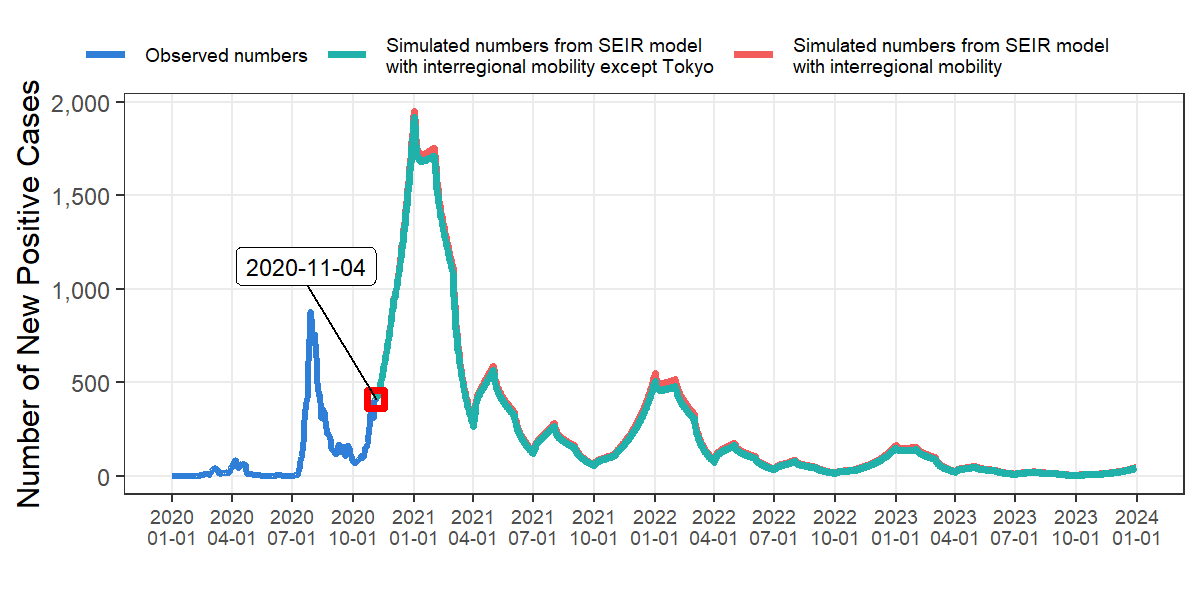 Observed numbers
Simulated numbers from SEIR model
with interregional mobility except Tokyo
Simulated numbers from SEIR model
with interregional mobility
Number of New Positive Cases
2,000
1,500
1,000
500
0
2020-11-04
2020 2020 2020 2020 2021 2021 2021 2021 2022 2022 2022 2022 2023 2023 2023 2023 2024
01-01 04-01 07-01 10-01 01-01 04-01 07-01 10-01 01-01 04-01 07-01 10-01 01-01 04-01 07-01 10-01 01-01